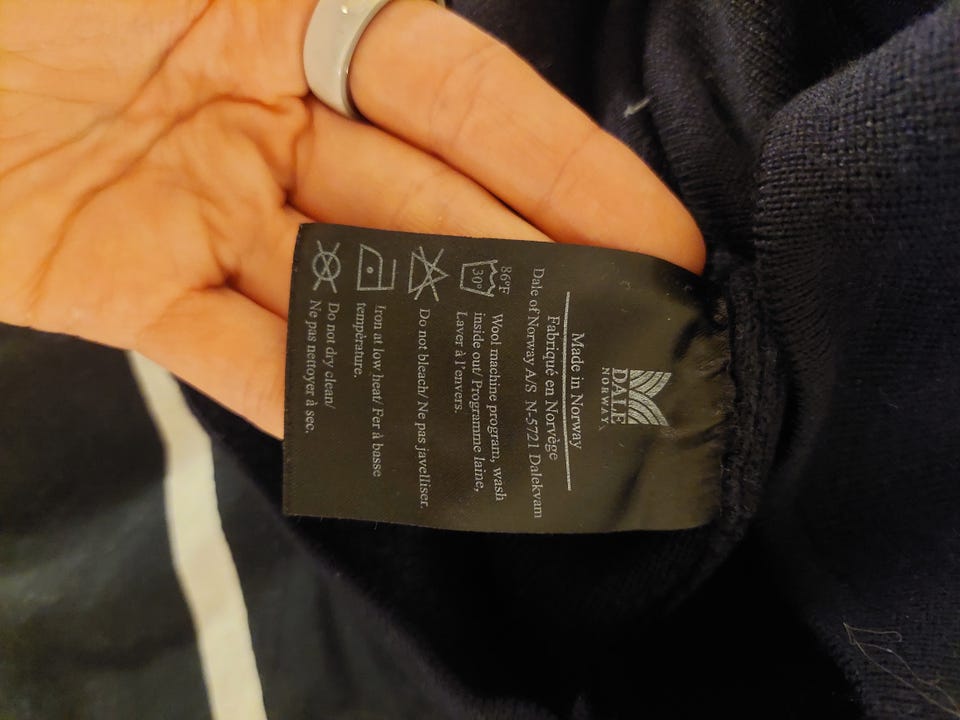 DALE
NORWAY
Made in Norway
Fabriqué en Norvège
Dale of Norway A/S N-5721 Dalekvam
86°F
30°
Wool machine program, wash
inside out/ Programme laine,
Laver à l'envers.
Do not bleach/ Ne pas javelliser.
Iron at low heat/ Fer à basse
température.
Do not dry clean/
Ne pas nettoyer à sec.